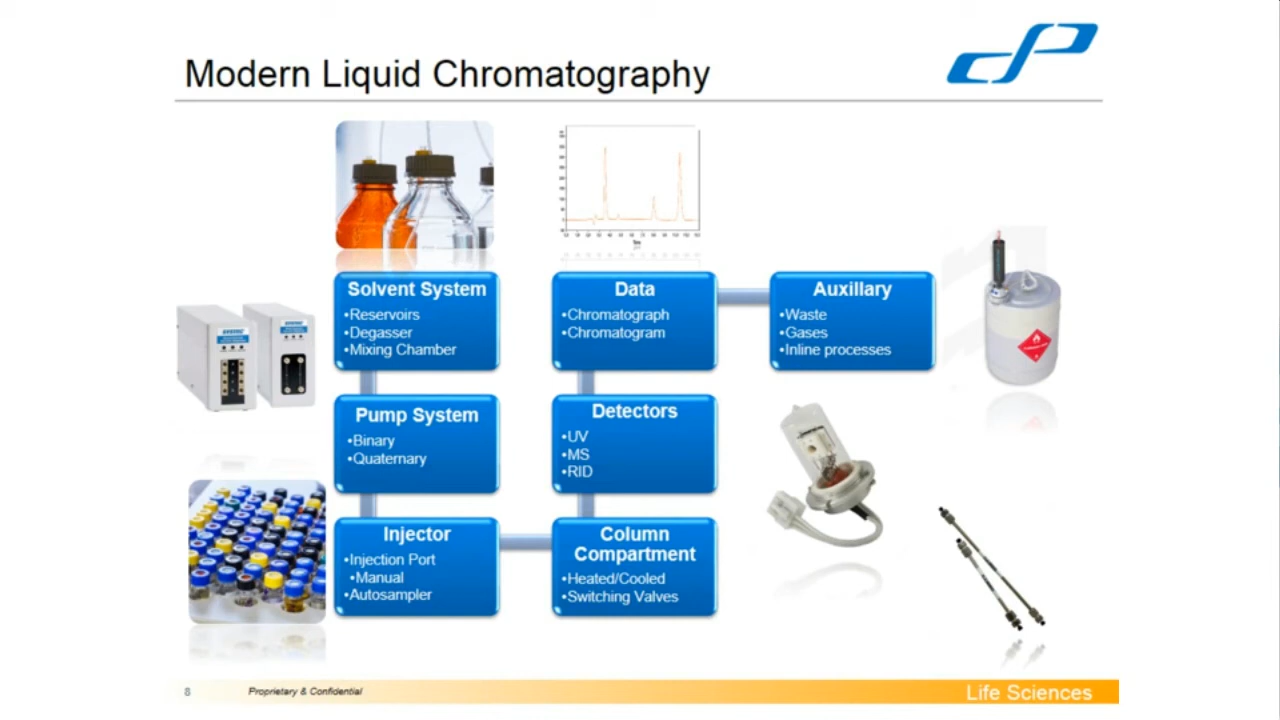 Modern Liquid Chromatography
Solvent System
•Reservoirs
•Degasser
•Mixing Chamber
Pump System
•Binary
•Quaternary
Injector
•Injection Port
•Manual
•Autosampler
Column
Compartment
•Heated/Cooled
•Switching Valves
Detectors
•UV
•MS
•RID
Data
•Chromatograph
•Chromatogram
Auxillary
•Waste
•Gases
•Inline processes
8
Proprietary & Confidential
Life Sciences